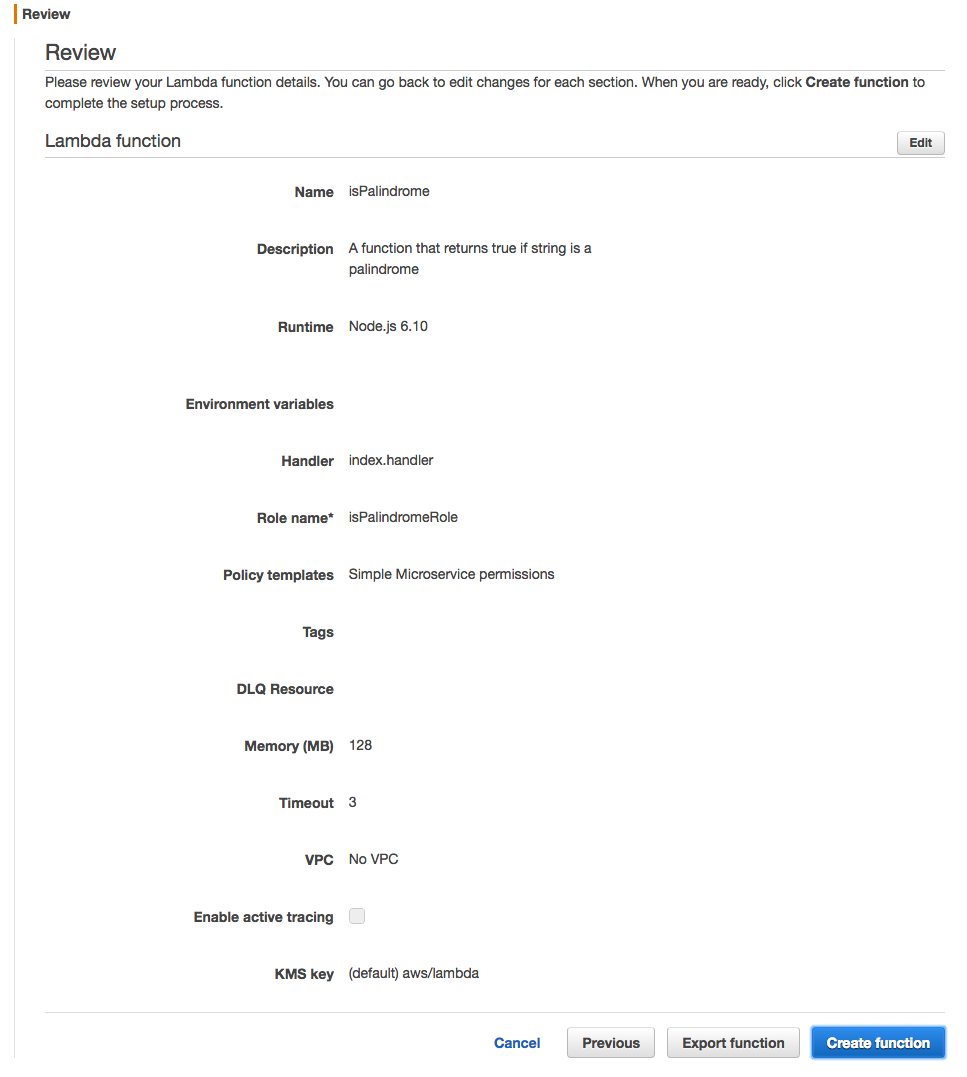 Review
Review
Please review your Lambda function details. You can go back to edit changes for each section. When you are ready, click Create function to
complete the setup process.
Lambda function
Edit
Name isPalindrome
Description A function that returns true if string is a
palindrome
Runtime Node.js 6.10
Environment variables
Handler index.handler
Role name* isPalindromeRole
Policy templates Simple Microservice permissions
Tags
DLQ Resource
Memory (MB) 128
Timeout 3
VPC No VPC
Enable active tracing
KMS key (default) aws/lambda
Cancel Previous Export function Create function